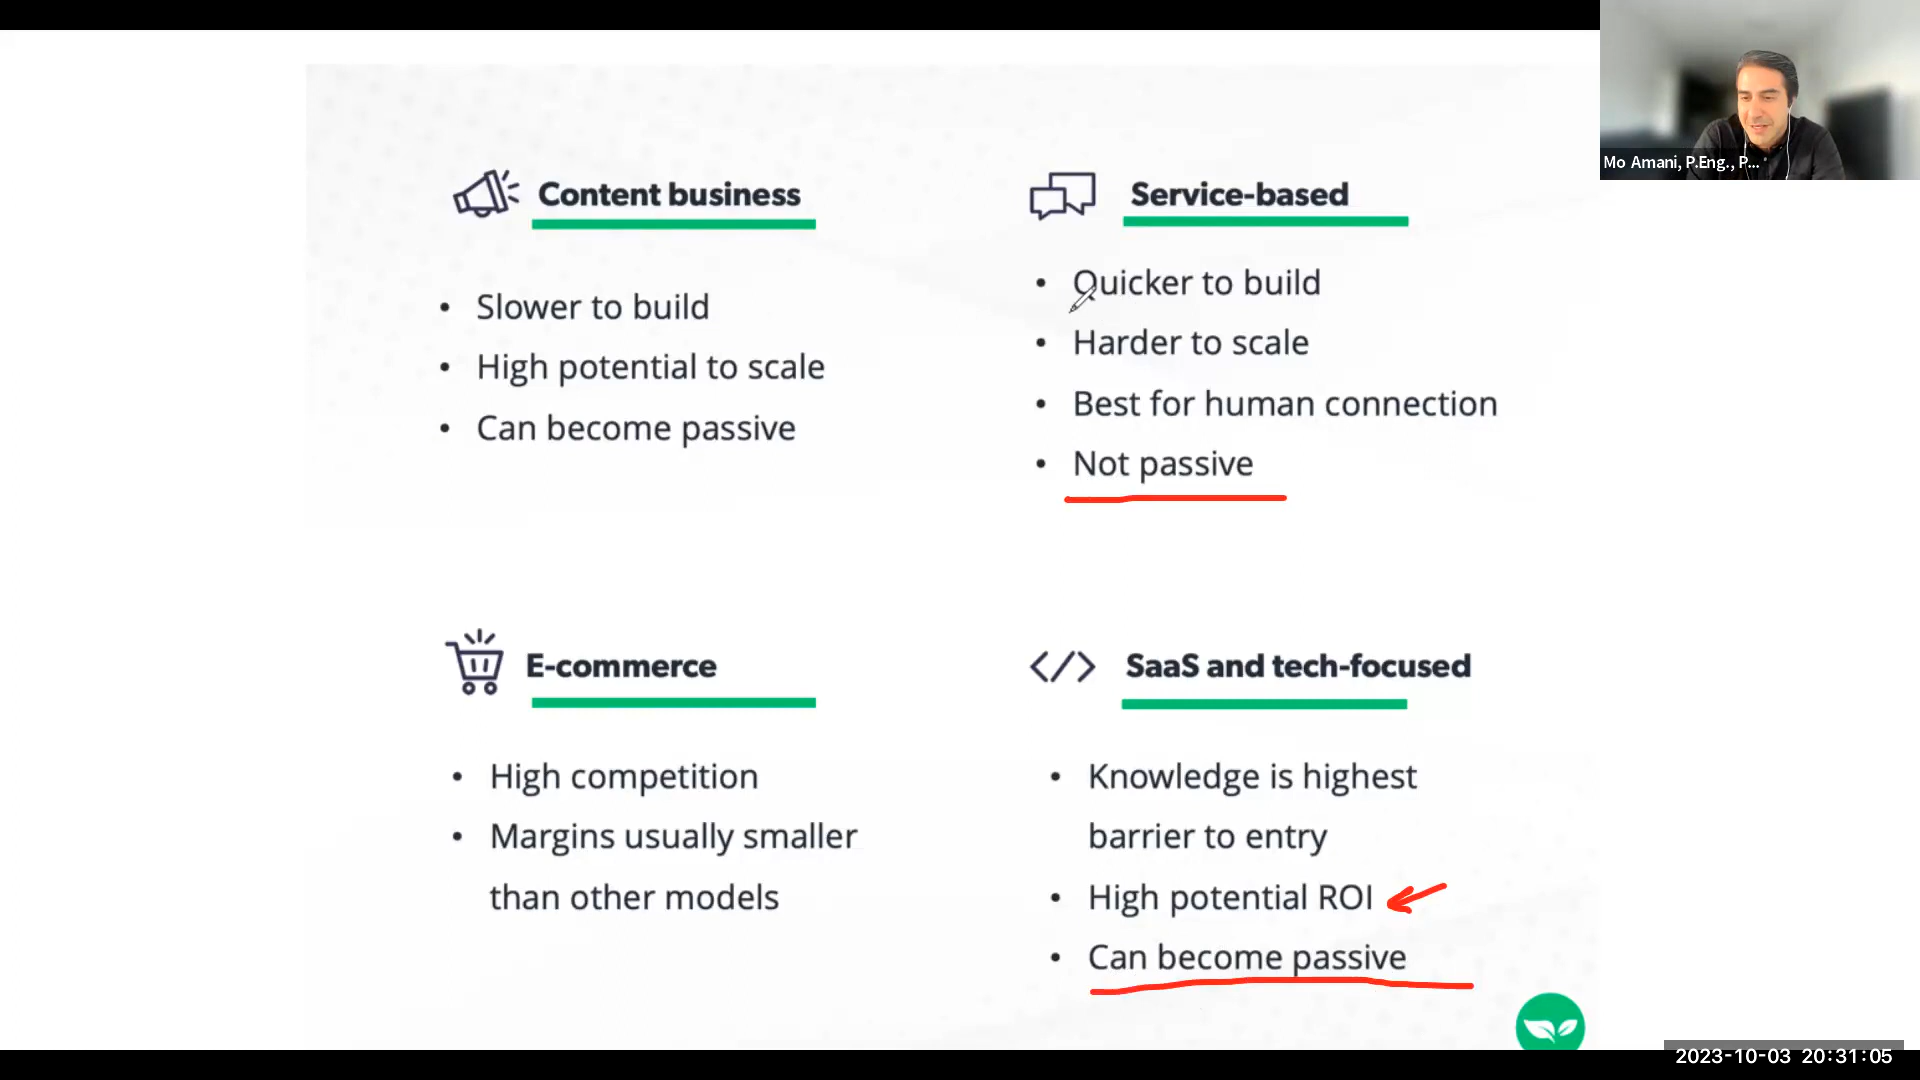 Content business
Slower to build
High potential to scale
Can become passive
Service-based
Quicker to build
Harder to scale
Best for human connection
Not passive
E-commerce
High competition
Margins usually smaller
than other models
</> SaaS and tech-focused
Knowledge is highest
barrier to entry
High potential ROI
Can become passive
Mo Amani, P.Eng., P...
2023-10-03 20:31:05